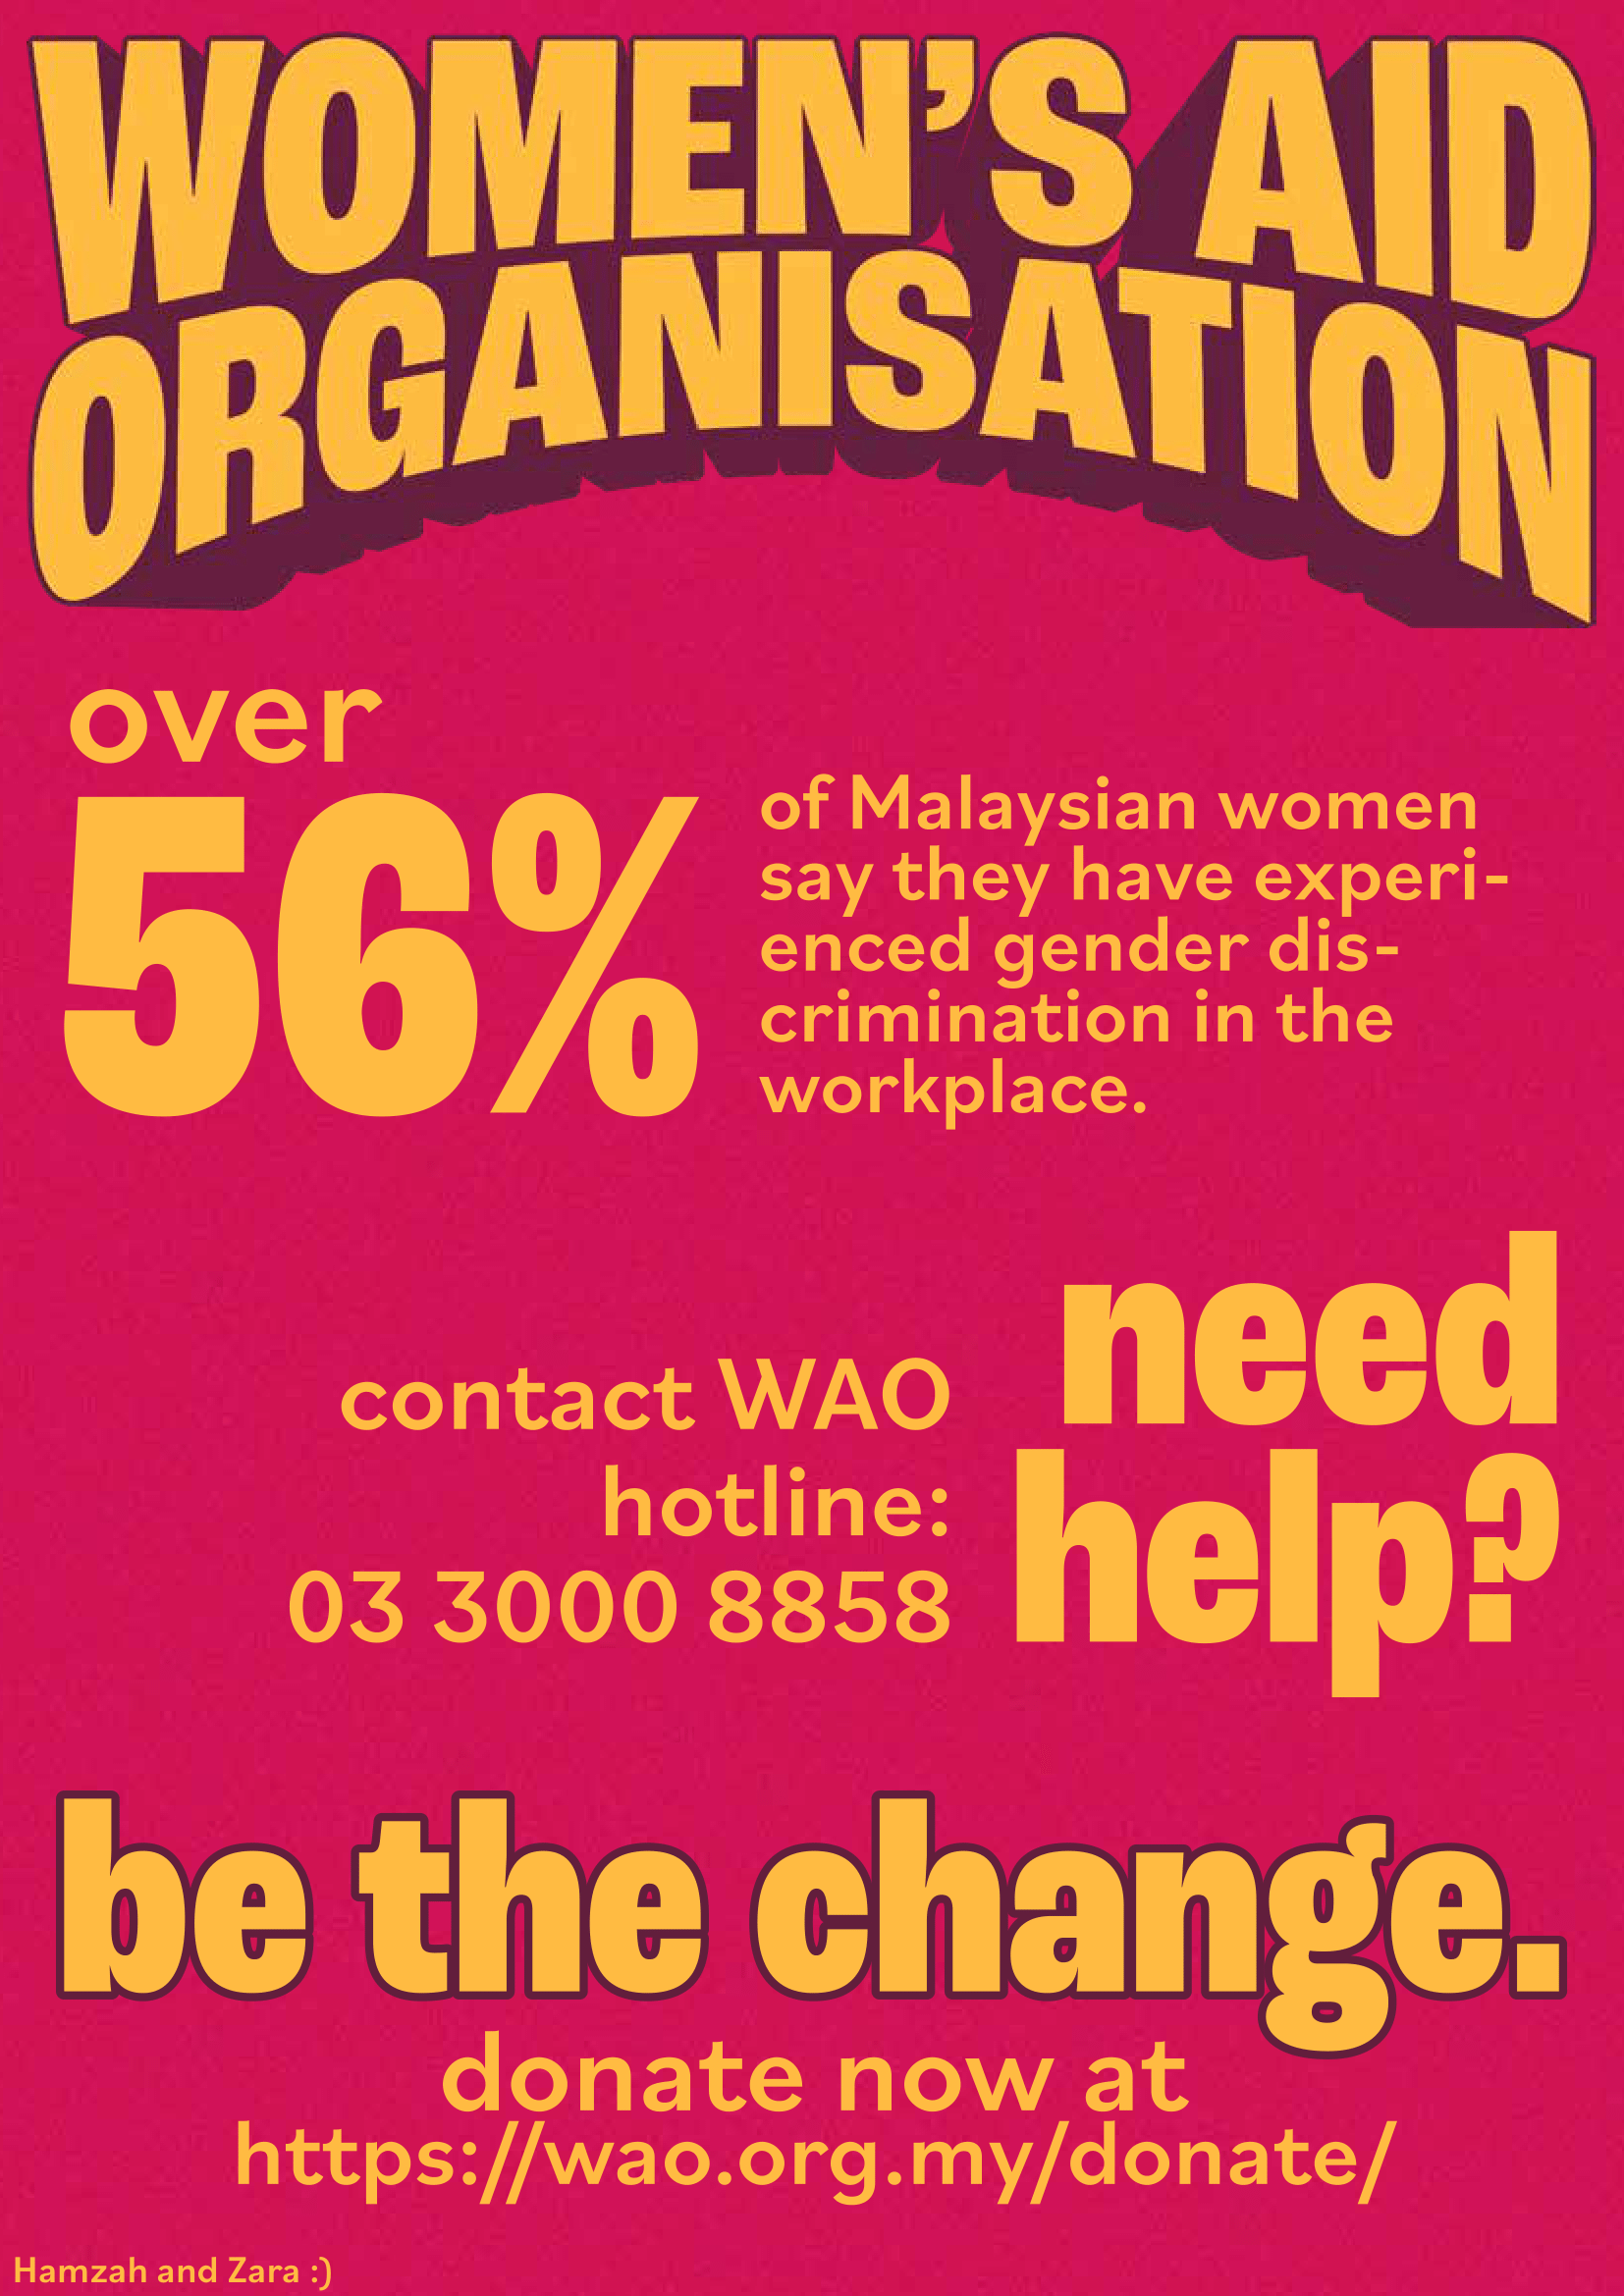 WOMEN'S AID
ORGANISATION
over
56%
of Malaysian women
say they have experi-
enced gender dis-
crimination in the
workplace.
need
help?
contact WAO
hotline:
03 3000 8858
be the change.
donate now at
https://wao.org.my/donate/
Hamzah and Zara :)